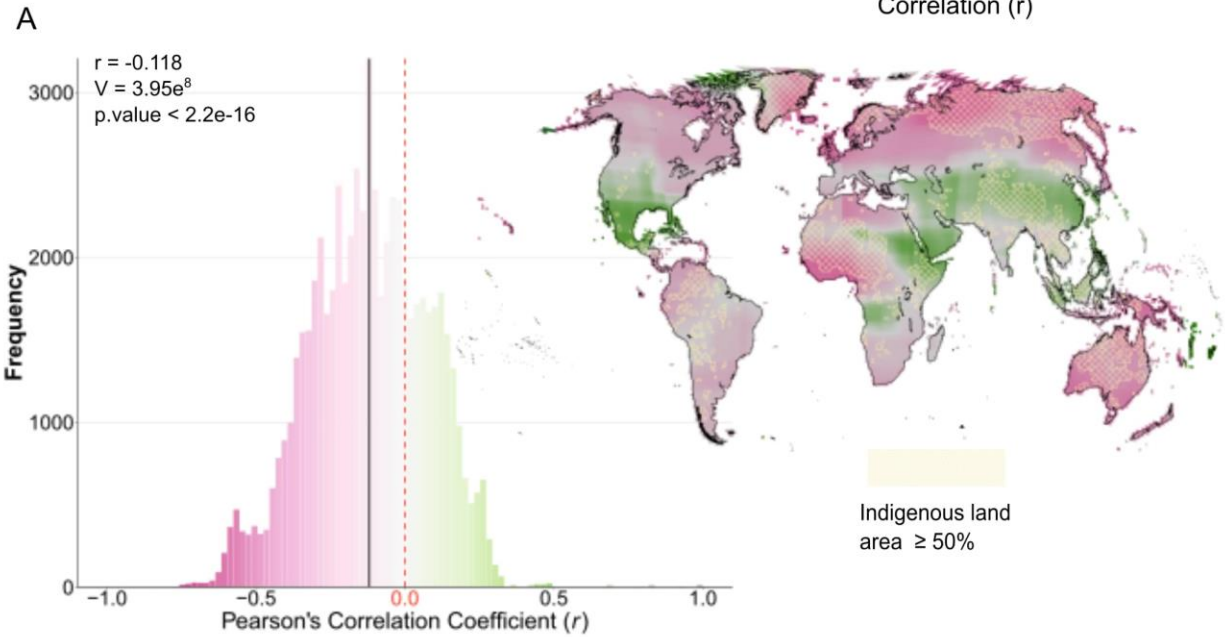 A
Correlation (r)
r = -0.118
V = 3.95e⁸
p.value < 2.2e-16
Frequency
3000
2000
1000
0
−1.0
−0.5
0.0
0.5
1.0
Pearson's Correlation Coefficient (r)
Indigenous land
area ≥ 50%